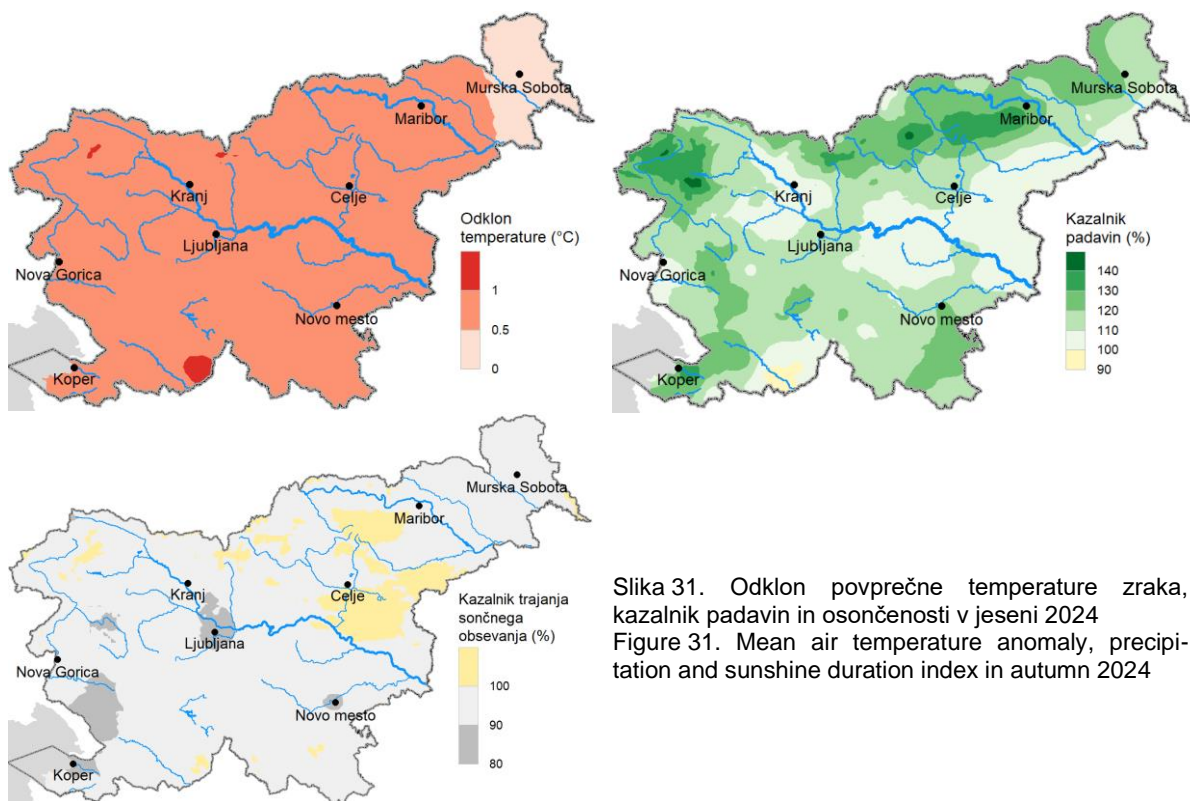 Murska Sobota
Maribor
Kranj
Celje
Ljubljana
Nova Gorica
Novo mesto
Koper
Odklon
temperature (°C)
1
0.5
0
Murska Sobota
Maribor
Kranj
Celje
Ljubljana
Nova Gorica
Novo mesto
Koper
Kazalnik
padavin (%)
140
130
120
110
100
90
Murska Sobota
Maribor
Kranj
Celje
Ljubljana
Nova Gorica
Novo mesto
Koper
Kazalnik trajanja
sončnega
obsevanja (%)
100
90
80
Slika 31. Odklon povprečne temperature zraka,
kazalnik padavin in osončenosti v jeseni 2024
Figure 31. Mean air temperature anomaly, precipi-
tation and sunshine duration index in autumn 2024